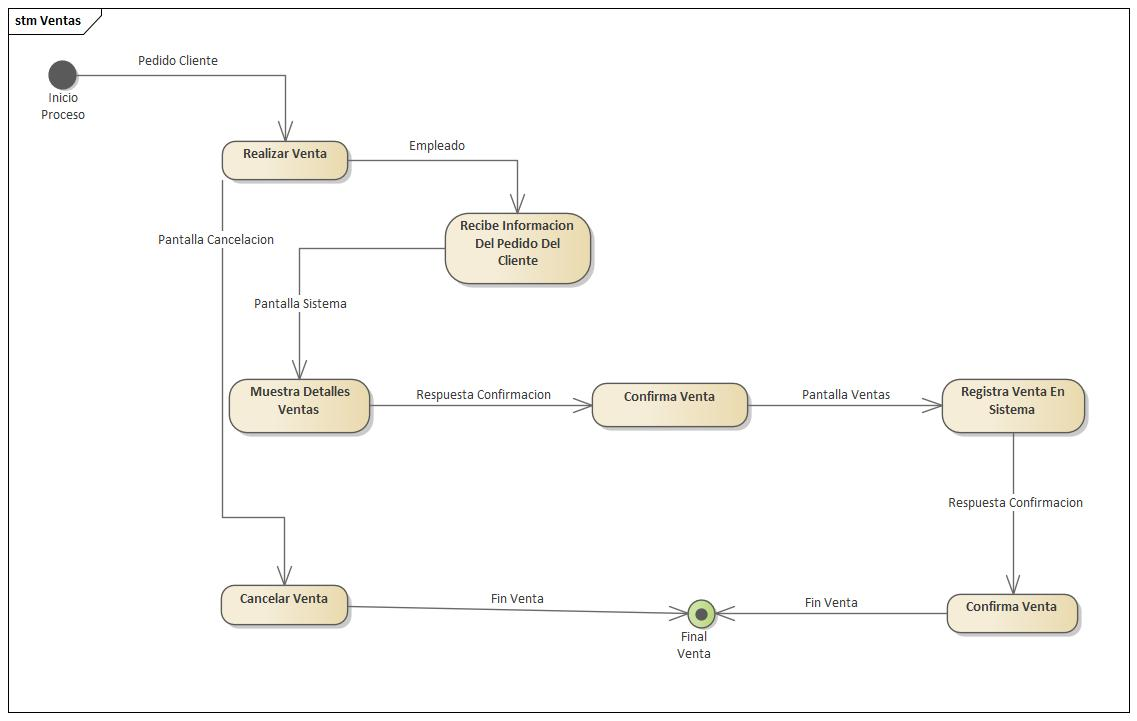 stm Ventas
Pedido Cliente
Inicio
Proceso
Realizar Venta
Empleado
Recibe Informacion
Del Pedido Del
Cliente
Pantalla Cancelacion
Pantalla Sistema
Muestra Detalles
Ventas
Respuesta Confirmacion
Confirma Venta
Pantalla Ventas
Registra Venta En
Sistema
Respuesta Confirmacion
Cancelar Venta
Fin Venta
Final
Venta
Fin Venta
Confirma Venta